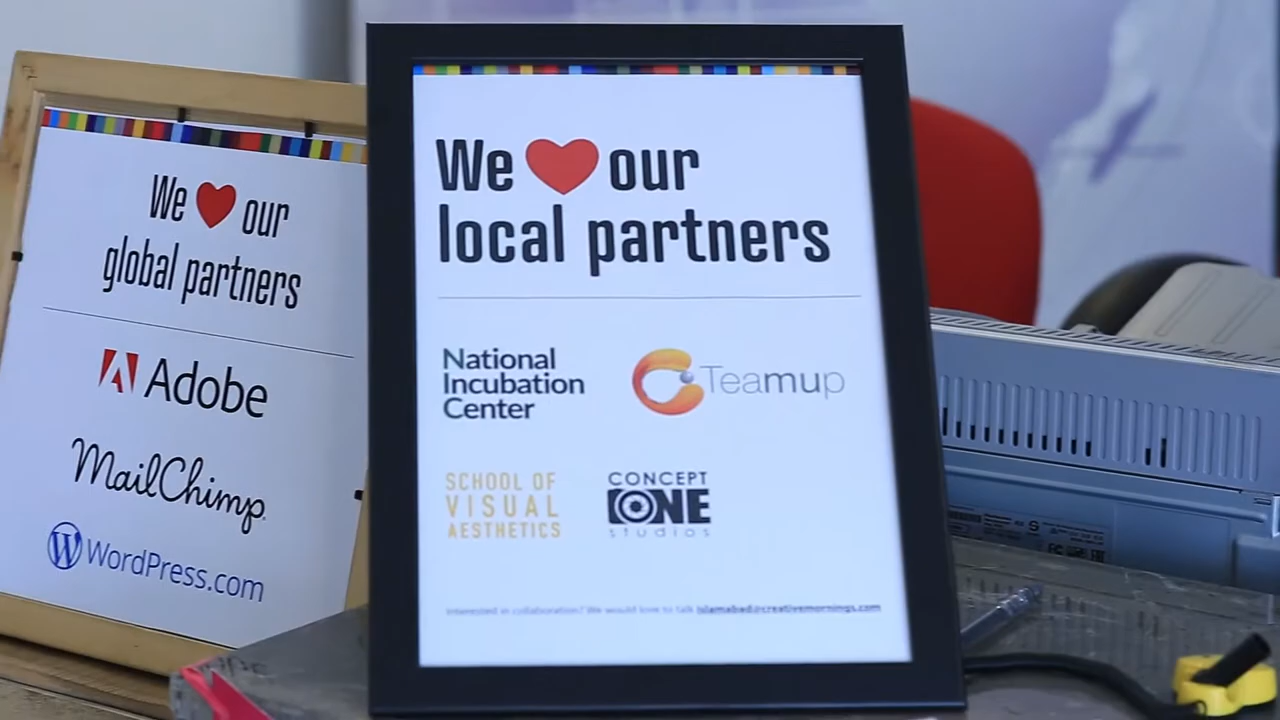 We ❤ our
global partners
Adobe
MailChimp
WordPress.com
We ❤ our
local partners
National
Incubation
Center
Teamup
SCHOOL OF
VISUAL
AESTHETICS
CONCEPT
ONE
studios
Interested in collaboration? We would love to talk islamabad@creativemornings.com